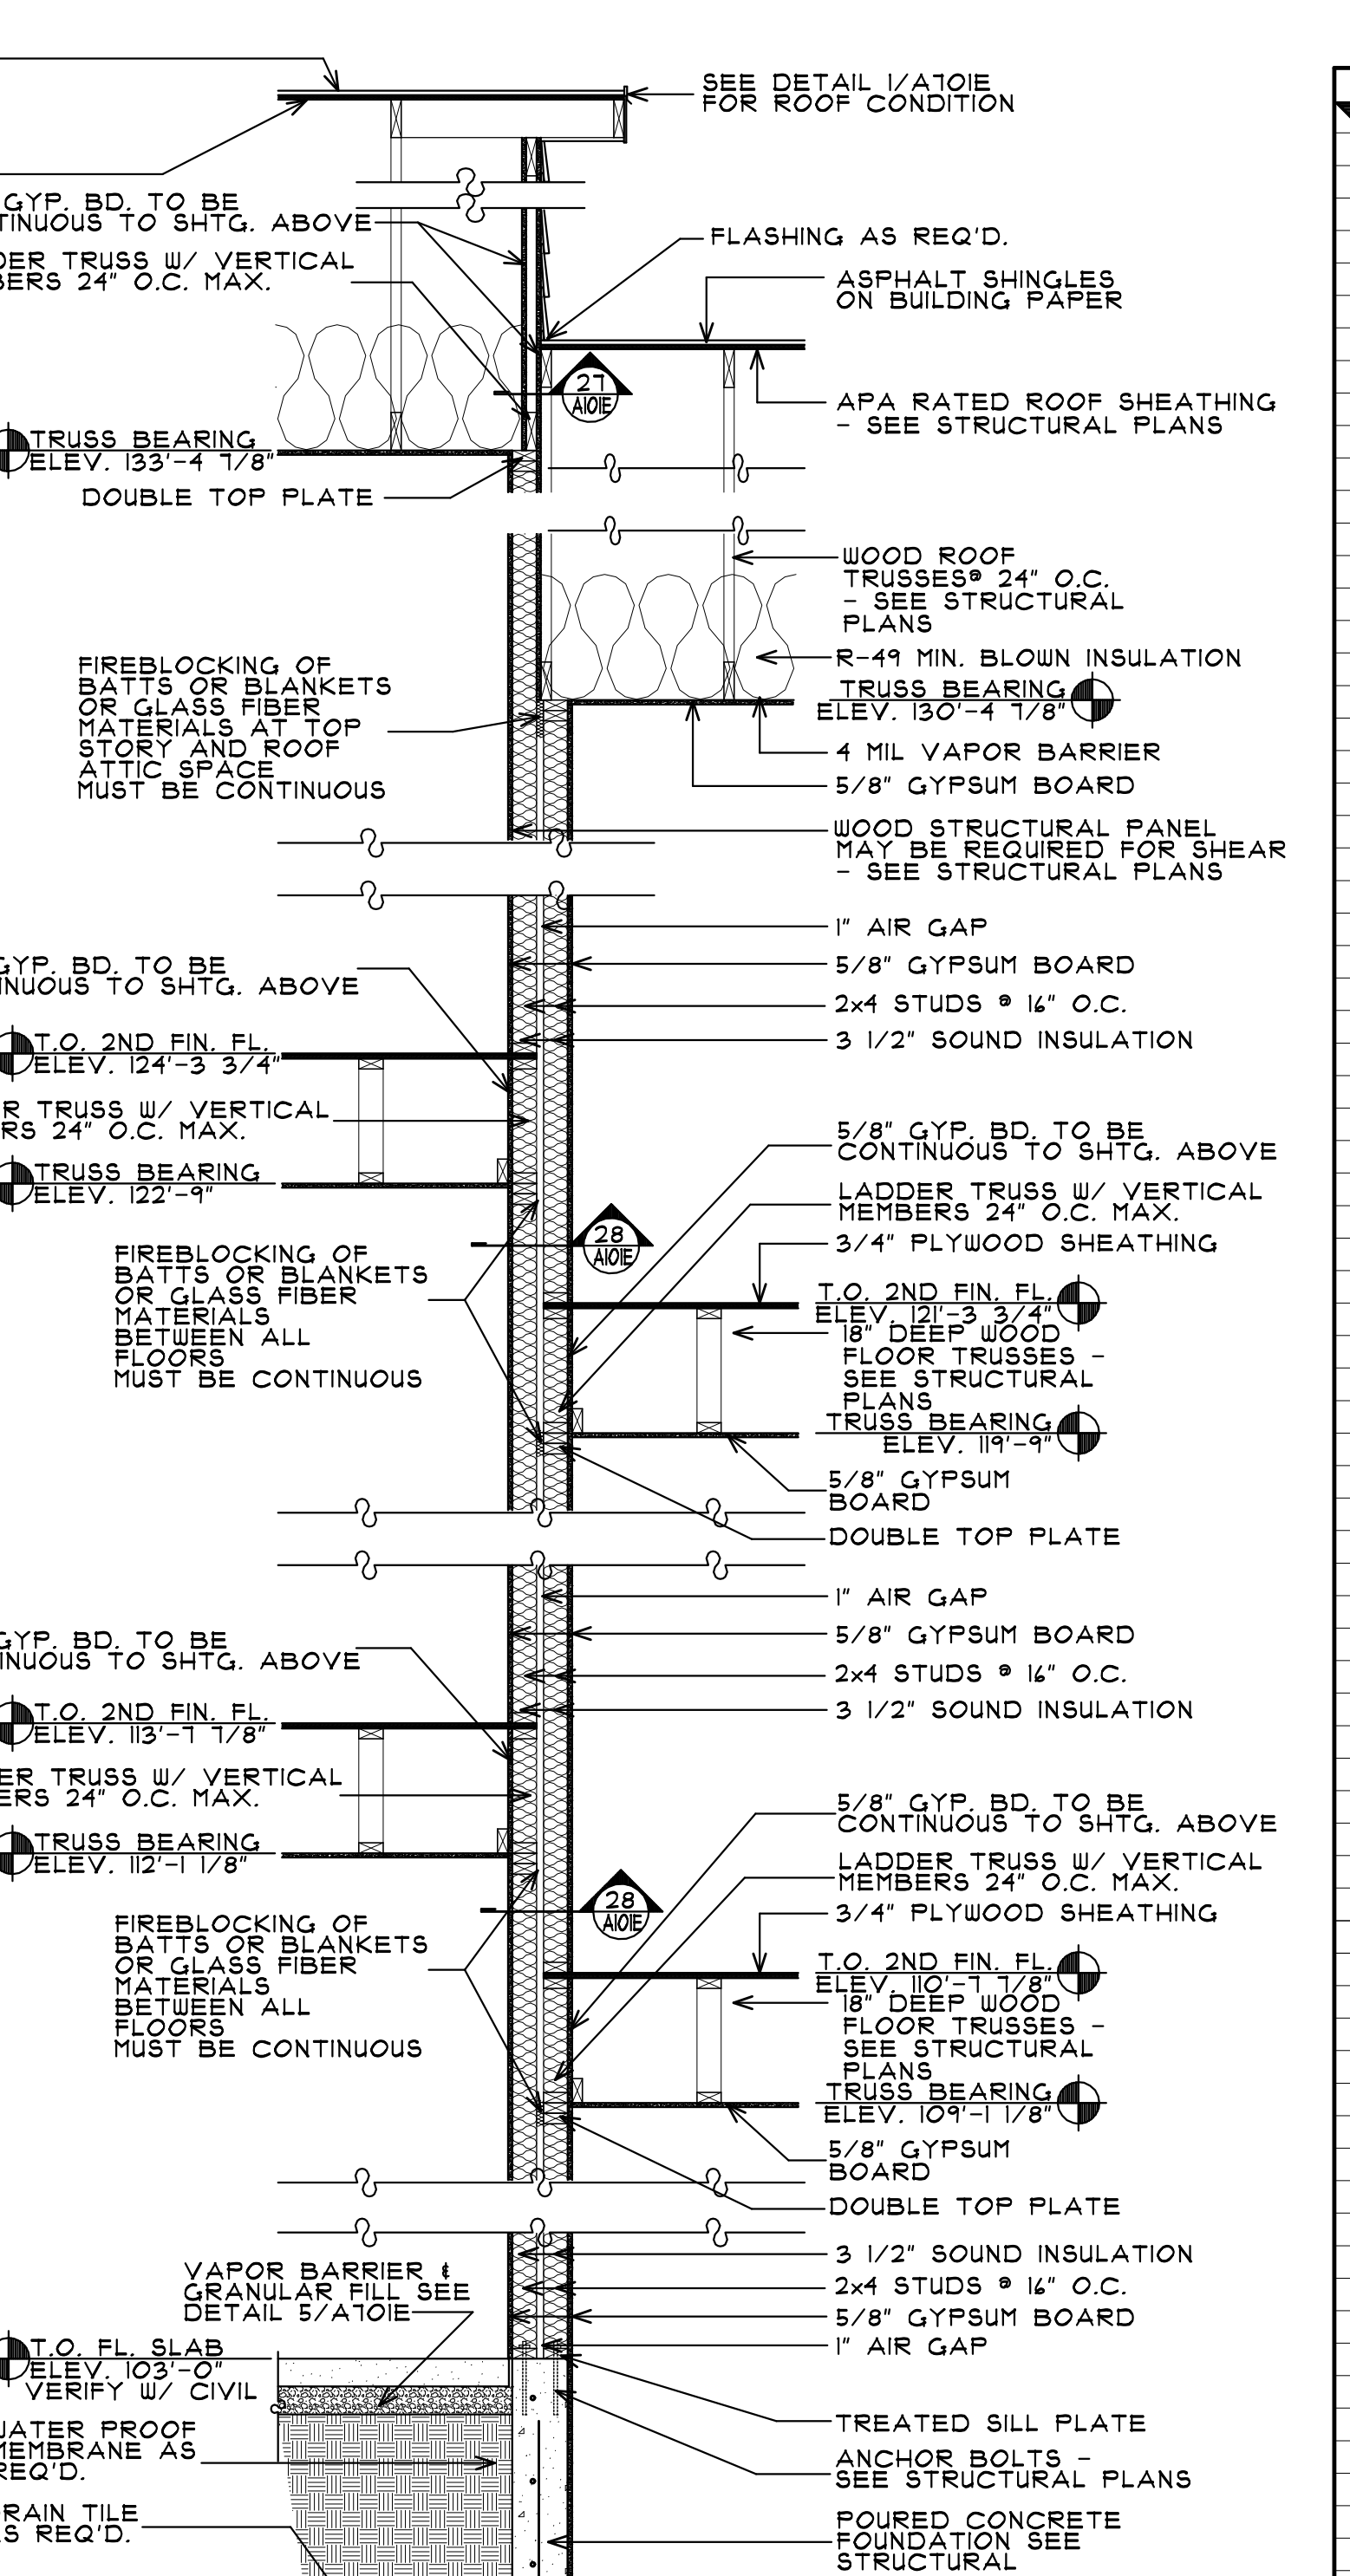 SEE DETAIL 1/A701E
FOR ROOF CONDITION
GYP. BD. TO BE
TINUOUS TO SHTG. ABOVE
DER TRUSS W/ VERTICAL
BERS 24" O.C. MAX.
FLASHING AS REQ'D.
ASPHALT SHINGLES
ON BUILDING PAPER
27
A101E
APA RATED ROOF SHEATHING
- SEE STRUCTURAL PLANS
TRUSS BEARING
ELEV. 133'-4 7/8"
DOUBLE TOP PLATE
WOOD ROOF
TRUSSES@ 24" O.C.
- SEE STRUCTURAL
PLANS
R-49 MIN. BLOWN INSULATION
TRUSS BEARING
ELEV. 130'-4 7/8"
4 MIL VAPOR BARRIER
5/8" GYPSUM BOARD
FIREBLOCKING OF
BATTS OR BLANKETS
OR GLASS FIBER
MATERIALS AT TOP
STORY AND ROOF
ATTIC SPACE
MUST BE CONTINUOUS
WOOD STRUCTURAL PANEL
MAY BE REQUIRED FOR SHEAR
- SEE STRUCTURAL PLANS
1" AIR GAP
5/8" GYPSUM BOARD
2x4 STUDS @ 16" O.C.
3 1/2" SOUND INSULATION
GYP. BD. TO BE
INUOUS TO SHTG. ABOVE
T.O. 2ND FIN. FL.
ELEV. 124'-3 3/4"
R TRUSS W/ VERTICAL
RS 24" O.C. MAX.
TRUSS BEARING
ELEV. 122'-9"
5/8" GYP. BD. TO BE
CONTINUOUS TO SHTG. ABOVE
LADDER TRUSS W/ VERTICAL
MEMBERS 24" O.C. MAX.
3/4" PLYWOOD SHEATHING
28
A101E
FIREBLOCKING OF
BATTS OR BLANKETS
OR GLASS FIBER
MATERIALS
BETWEEN ALL
FLOORS
MUST BE CONTINUOUS
T.O. 2ND FIN. FL.
ELEV. 121'-3 3/4"
18" DEEP WOOD
FLOOR TRUSSES -
SEE STRUCTURAL
PLANS
TRUSS BEARING
ELEV. 119'-9"
5/8" GYPSUM
BOARD
DOUBLE TOP PLATE
1" AIR GAP
5/8" GYPSUM BOARD
2x4 STUDS @ 16" O.C.
3 1/2" SOUND INSULATION
GYP. BD. TO BE
INUOUS TO SHTG. ABOVE
T.O. 2ND FIN. FL.
ELEV. 113'-7 7/8"
ER TRUSS W/ VERTICAL
ERS 24" O.C. MAX.
TRUSS BEARING
ELEV. 112'-1 1/8"
5/8" GYP. BD. TO BE
CONTINUOUS TO SHTG. ABOVE
LADDER TRUSS W/ VERTICAL
MEMBERS 24" O.C. MAX.
3/4" PLYWOOD SHEATHING
28
A101E
FIREBLOCKING OF
BATTS OR BLANKETS
OR GLASS FIBER
MATERIALS
BETWEEN ALL
FLOORS
MUST BE CONTINUOUS
T.O. 2ND FIN. FL.
ELEV. 110'-7 7/8"
18" DEEP WOOD
FLOOR TRUSSES -
SEE STRUCTURAL
PLANS
TRUSS BEARING
ELEV. 109'-1 1/8"
5/8" GYPSUM
BOARD
DOUBLE TOP PLATE
3 1/2" SOUND INSULATION
2x4 STUDS @ 16" O.C.
5/8" GYPSUM BOARD
1" AIR GAP
VAPOR BARRIER &
GRANULAR FILL SEE
DETAIL 5/A701E
T.O. FL. SLAB
ELEV. 103'-0"
VERIFY W/ CIVIL
WATER PROOF
MEMBRANE AS
REQ'D.
RAIN TILE
S REQ'D.
TREATED SILL PLATE
ANCHOR BOLTS -
SEE STRUCTURAL PLANS
POURED CONCRETE
FOUNDATION SEE
STRUCTURAL